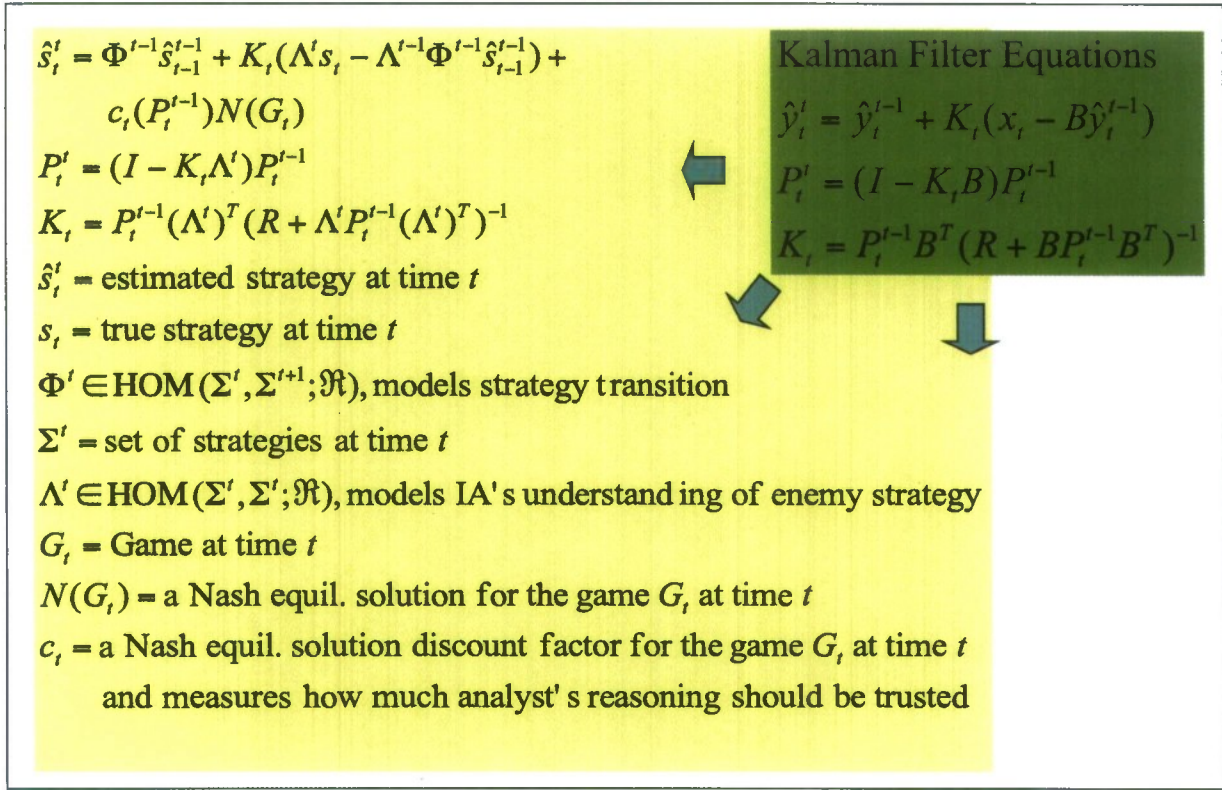 ŝ_t^t = Φ^{t-1}ŝ_{t-1}^{t-1} + K_t(Λ^t s_t − Λ^{t-1}Φ^{t-1}ŝ_{t-1}^{t-1}) +
c_t(P_t^{t-1})N(G_t)
P_t^t = (I − K_tΛ^t)P_t^{t-1}
K_t = P_t^{t-1}(Λ^t)^T(R + Λ^t P_t^{t-1}(Λ^t)^T)^{-1}
ŝ_t^t = estimated strategy at time t
s_t = true strategy at time t
Φ^t ∈ HOM(Σ^t,Σ^{t+1};ℜ), models strategy transition
Σ^t = set of strategies at time t
Λ^t ∈ HOM(Σ^t,Σ^t;ℜ), models IA's understanding of enemy strategy
G_t = Game at time t
N(G_t) = a Nash equil. solution for the game G_t at time t
c_t = a Nash equil. solution discount factor for the game G_t at time t
and measures how much analyst's reasoning should be trusted
Kalman Filter Equations
ŷ_t^t = ŷ_t^{t-1} + K_t(x_t − Bŷ_t^{t-1})
P_t^t = (I − K_tB)P_t^{t-1}
K_t = P_t^{t-1}B^T(R + BP_t^{t-1}B^T)^{-1}